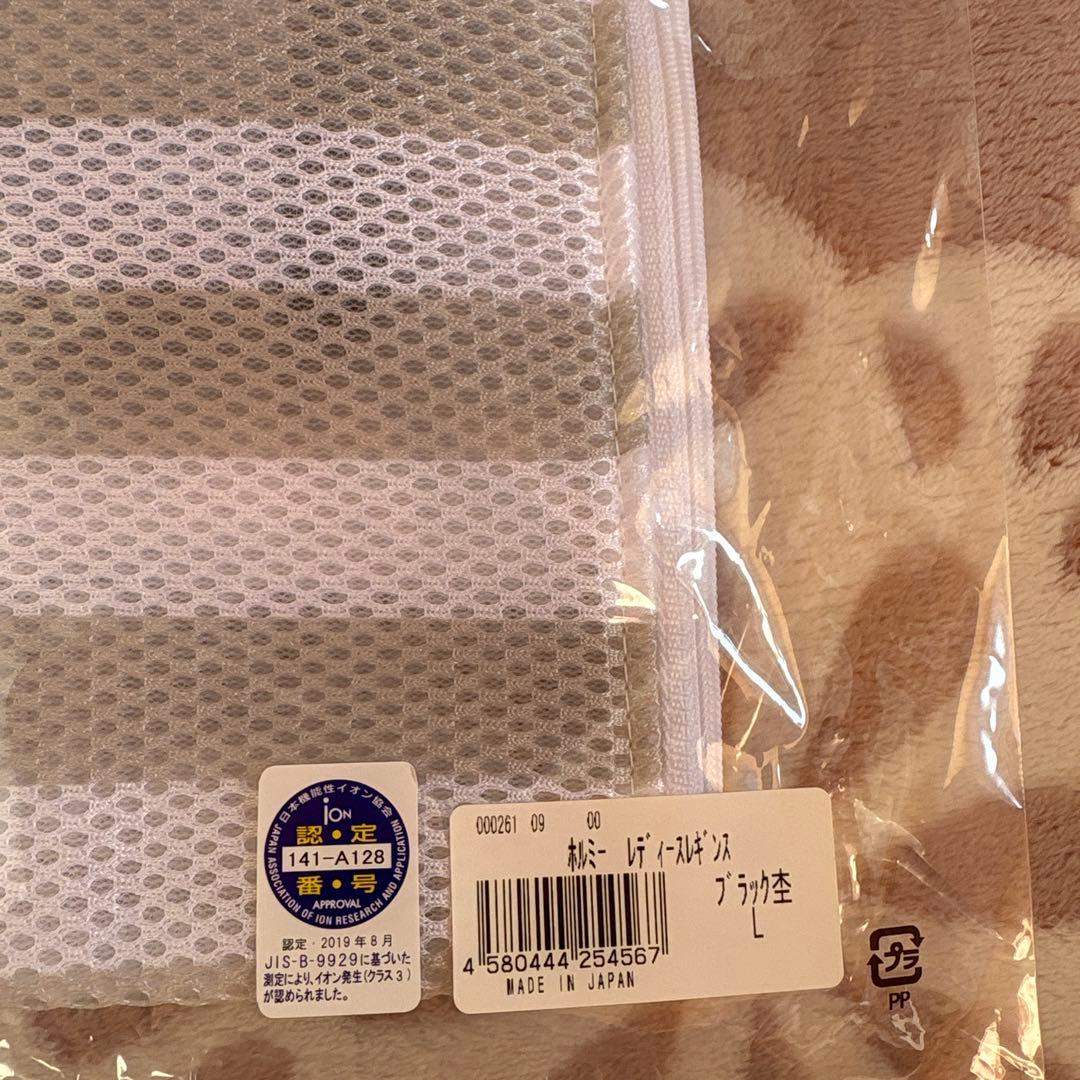 日本機能性イオン協会
iON
認・定
141-A128
番・号
APPROVAL
JAPAN ASSOCIATION OF ION RESEARCH AND APPLICATION
認定・2019年8月
JIS-B-9929に基づいた
測定により、イオン発生(クラス3)
が認められました。
000261 09 00
ホルミー レディースレギンス
ブラック杢
L
4 580444 254567
MADE IN JAPAN
プラ
PP